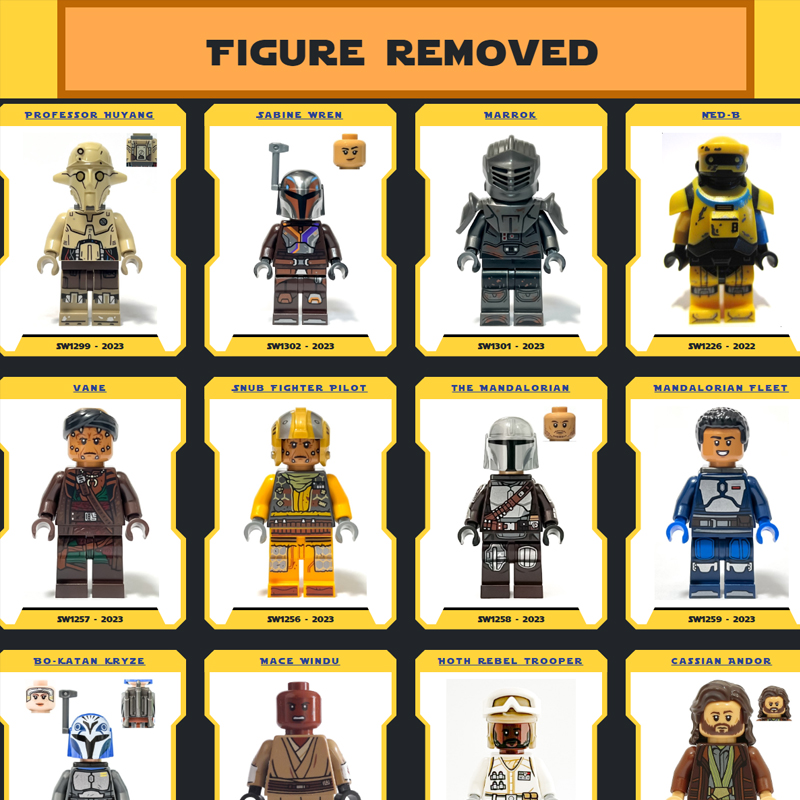 FIGURE REMOVED
PROFESSOR HUYANG
SABINE WREN
MARROK
NED-B
SW1299 - 2023
SW1302 - 2023
SW1301 - 2023
SW1226 - 2022
VANE
SNUB FIGHTER PILOT
THE MANDALORIAN
MANDALORIAN FLEET
SW1257 - 2023
SW1256 - 2023
SW1258 - 2023
SW1259 - 2023
BO-KATAN KRYZE
MACE WINDU
HOTH REBEL TROOPER
CASSIAN ANDOR